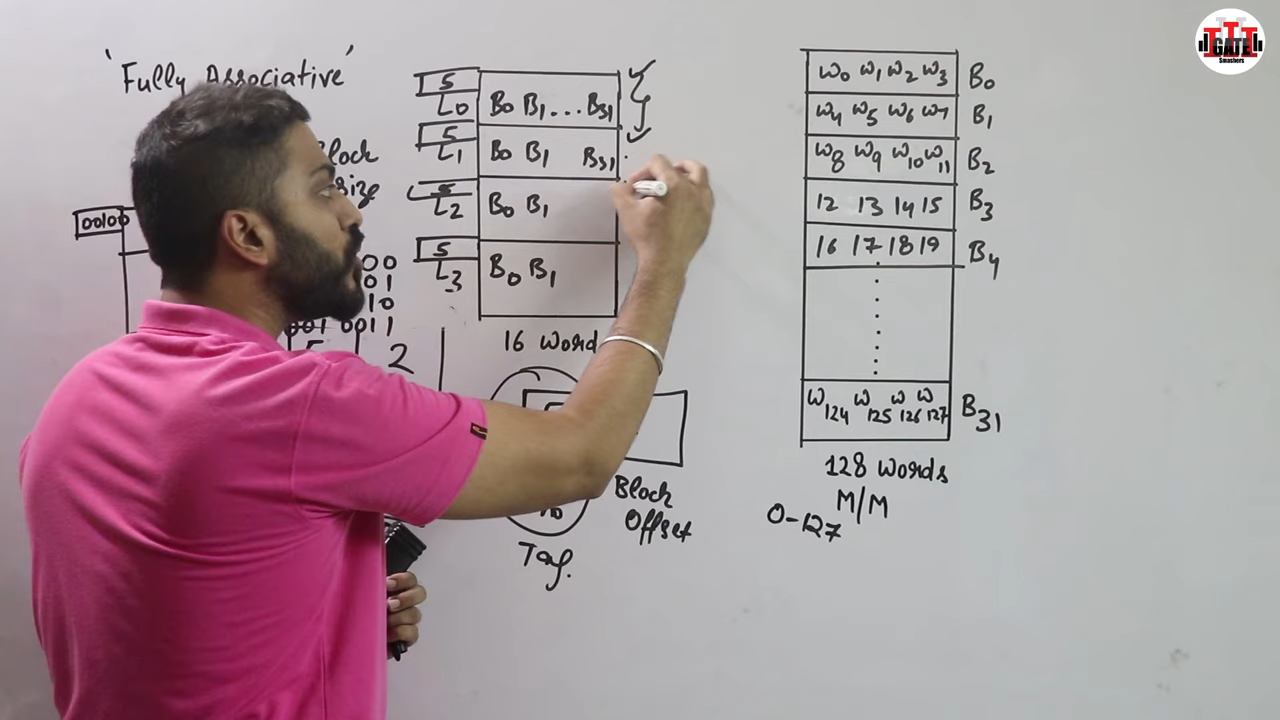 'Fully Associative'
Block
size
00100
00
01
10
001 0011
5 2
5
L0 B0 B1 ... B31
5
L1 B0 B1 B31
5
L2 B0 B1
5
L3 B0 B1
16 Word
No
Tag.
Block
Offset
W0 W1 W2 W3 B0
W4 W5 W6 W7 B1
W8 W9 W10 W11 B2
12 13 14 15 B3
16 17 18 19 B4
W124 W125 W126 W127 B31
128 Words
M/M
0-127
GATE
Smashers